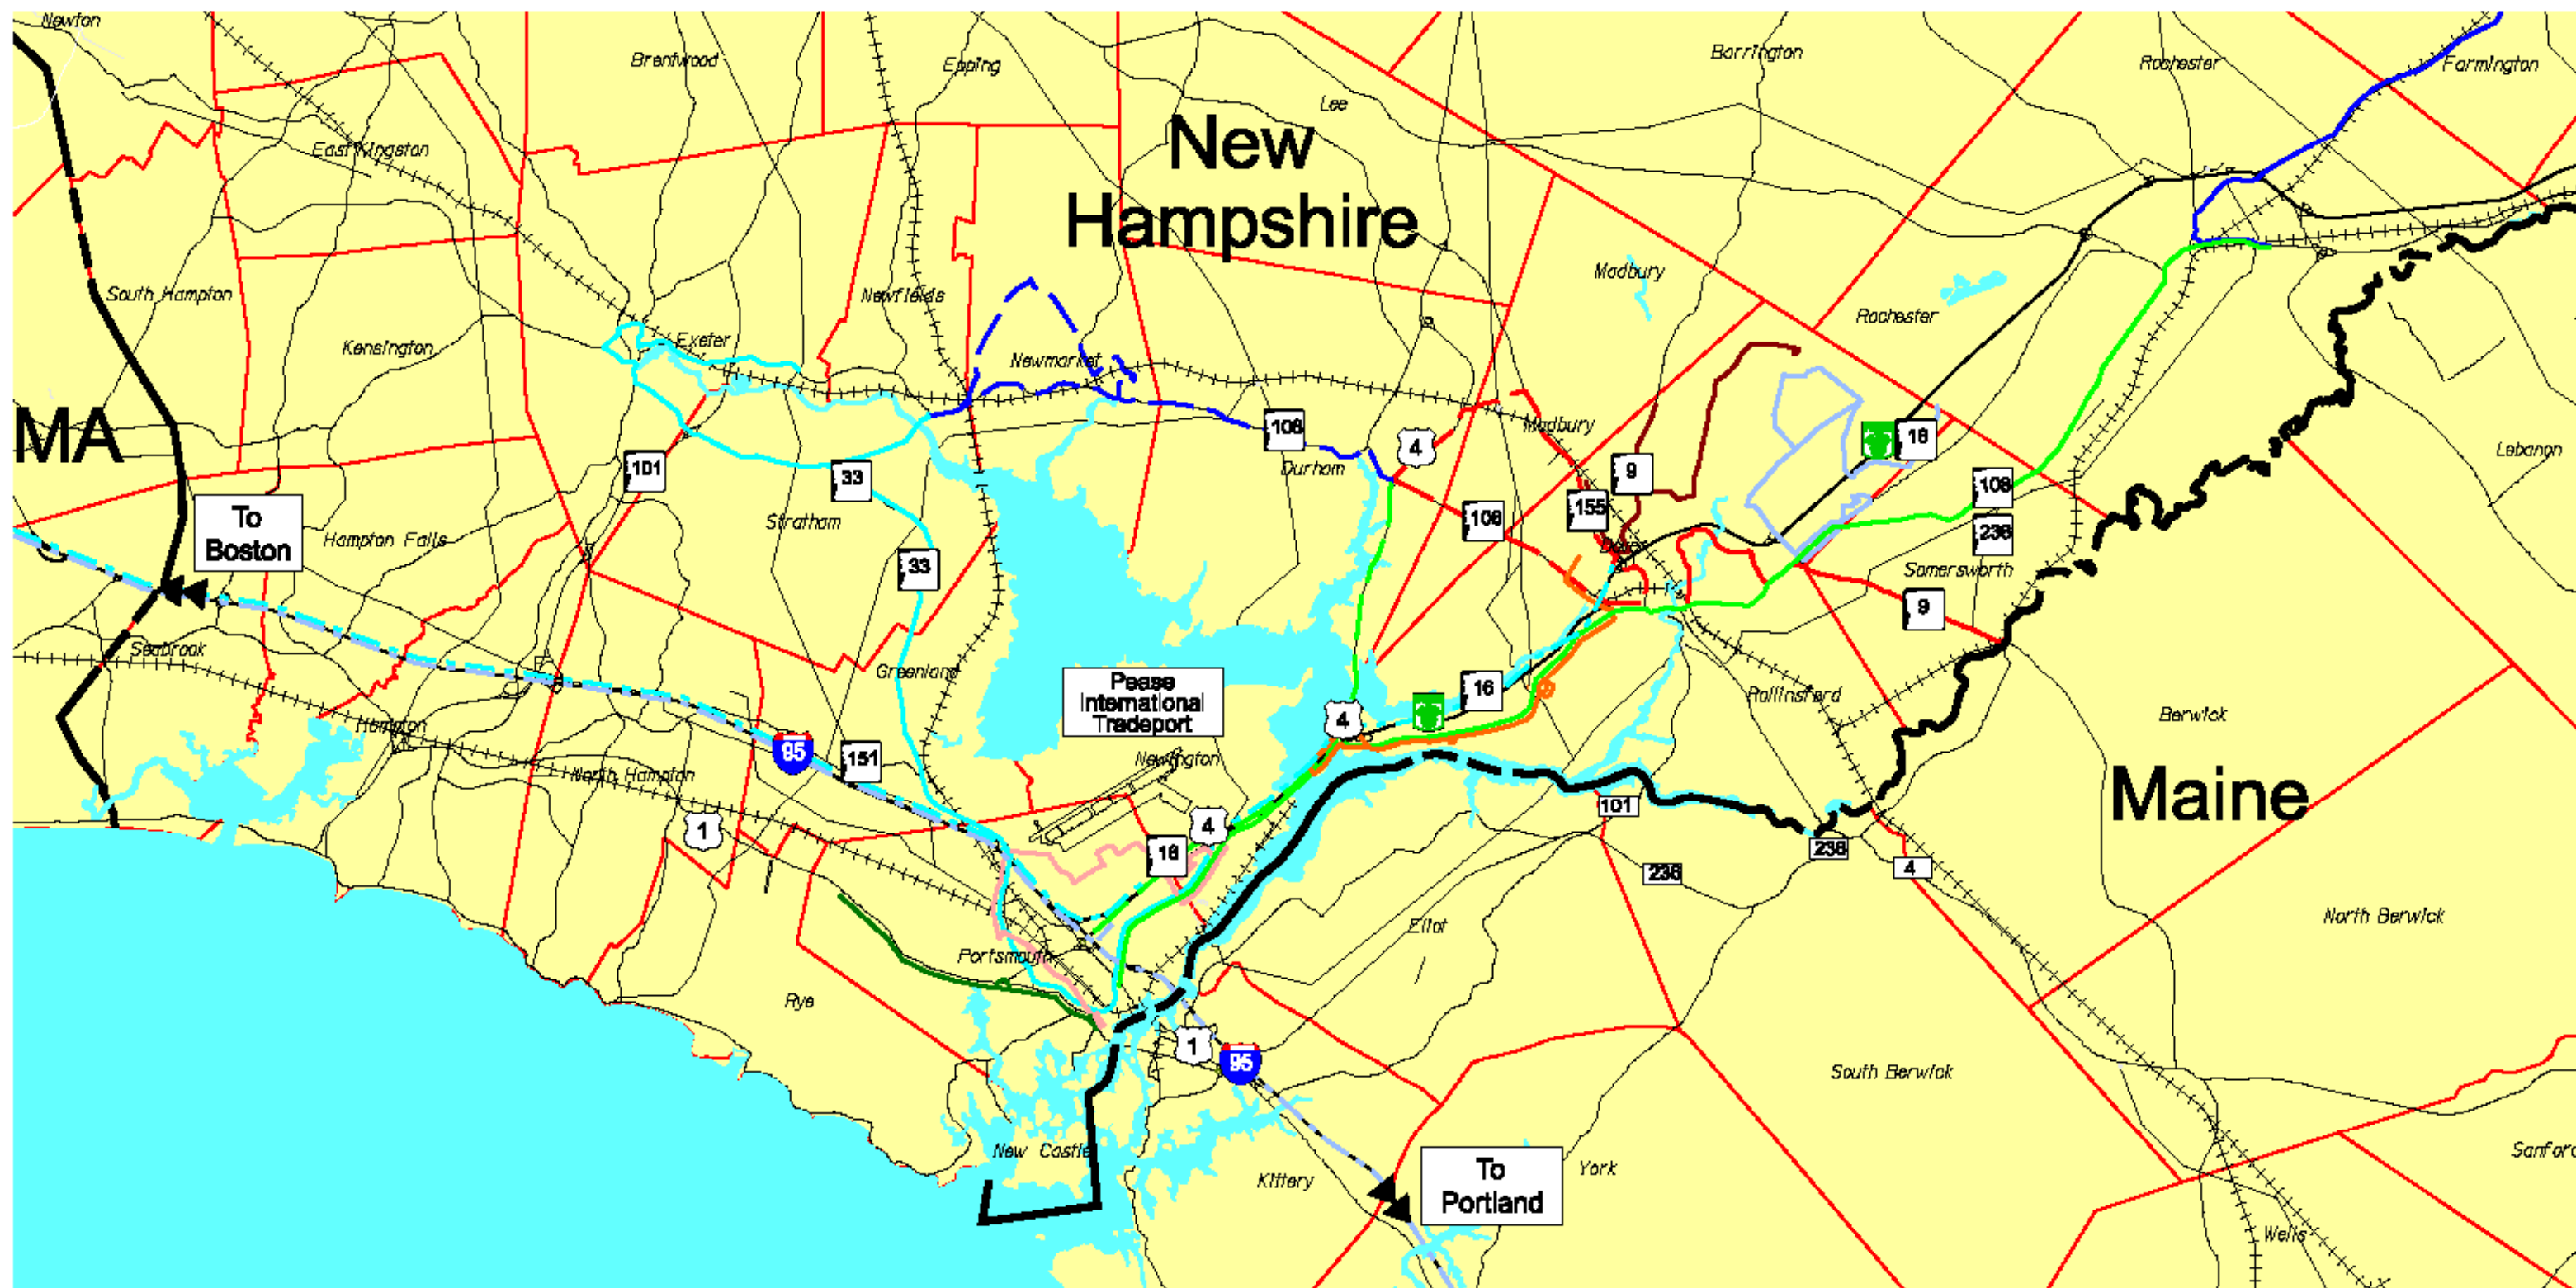 Newton
Brentwood
Epping
Barrington
Rochester
Farmington
Lee
New
Hampshire
East Kingston
Madbury
South Hampton
Newfields
Rochester
Kensington
Exeter
Newmarket
Madbury
MA
108
4
18
Lebanon
101
33
Durham
9
To
Boston
Hampton Falls
Stratham
108
155
108
236
33
Somersworth
9
Seabrook
Greenland
Pease
International
Tradeport
16
Rollinsford
Berwick
Hampton
4
95
151
Newington
North Hampton
Maine
101
1
4
16
236
4
236
North Berwick
Eliot
Portsmouth
Rye
1
95
South Berwick
New Castle
Kittery
To
Portland
York
Sanford
Wells